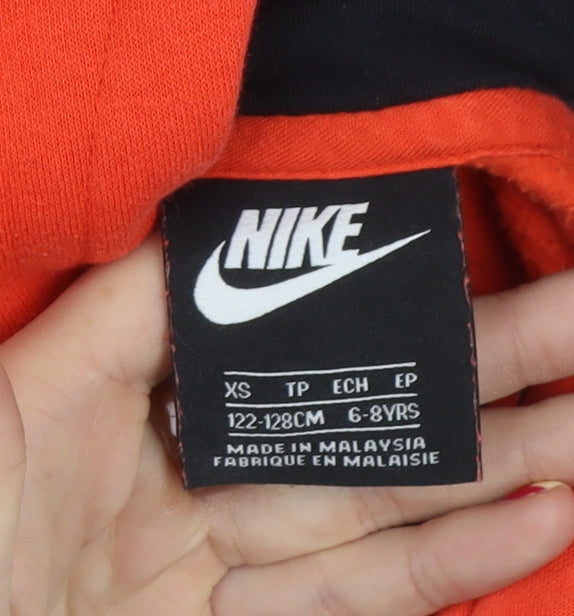 NIKE
XS TP ECH EP
122-128CM 6-8YRS
MADE IN MALAYSIA
FABRIQUE EN MALAISIE